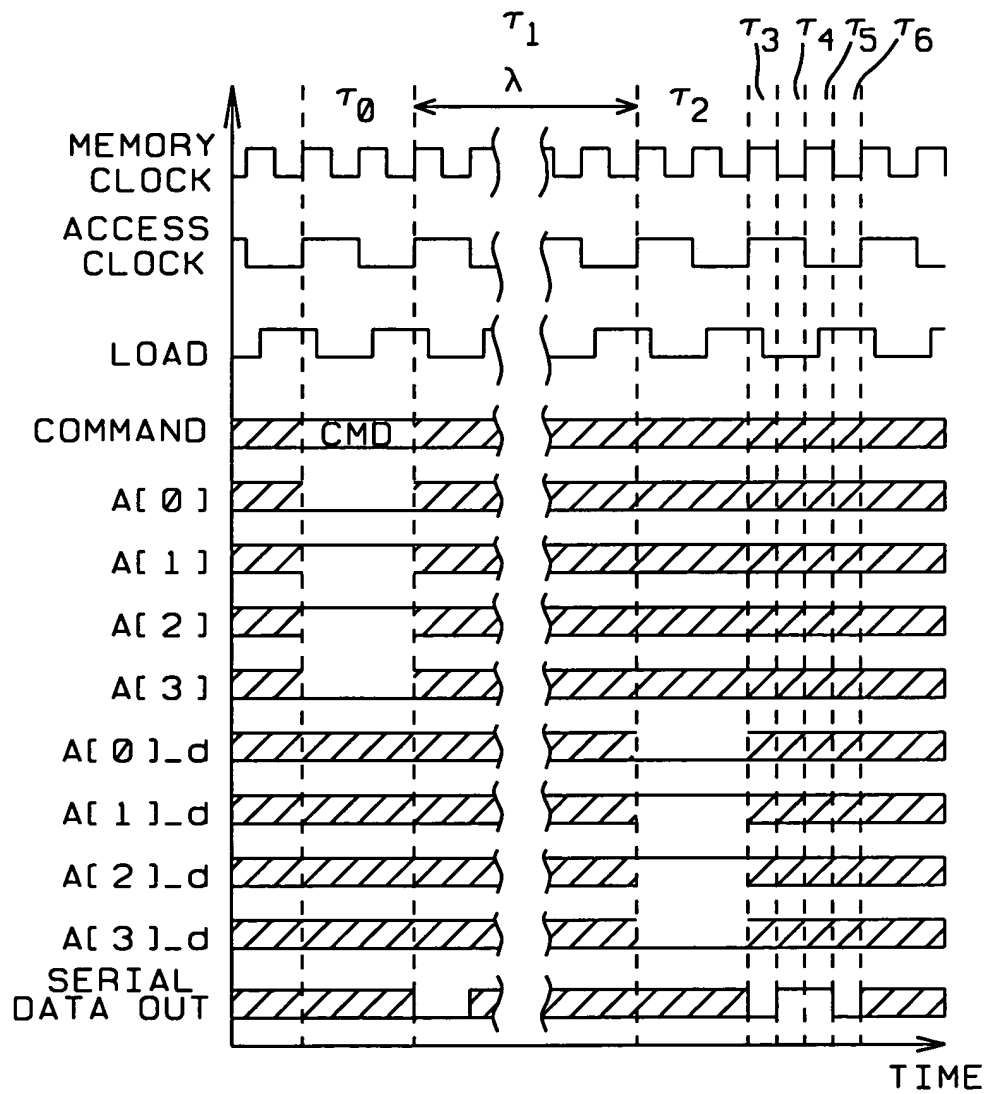 τ1
τ3 τ4 τ5 τ6
τ0 λ τ2
MEMORY
CLOCK
ACCESS
CLOCK
LOAD
COMMAND CMD
A[0]
A[1]
A[2]
A[3]
A[0]_d
A[1]_d
A[2]_d
A[3]_d
SERIAL
DATA OUT
TIME